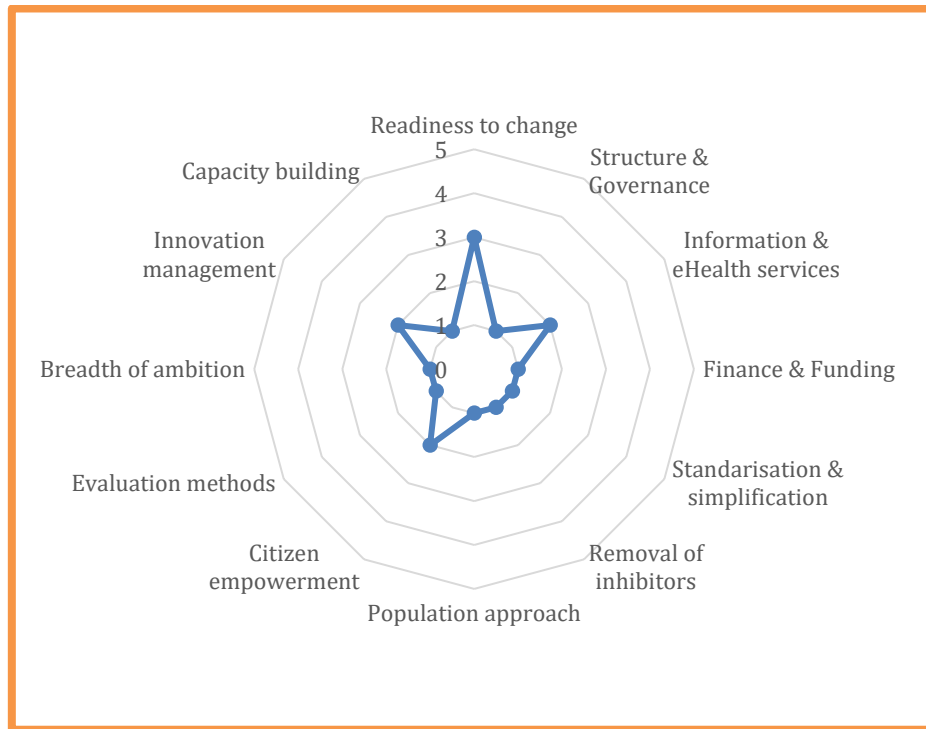 Readiness to change
5
Structure &
Governance
Capacity building
4
Innovation
management
3
Information &
eHealth services
2
1
Breadth of ambition
0
Finance & Funding
Evaluation methods
Standarisation &
simplification
Citizen
empowerment
Removal of
inhibitors
Population approach